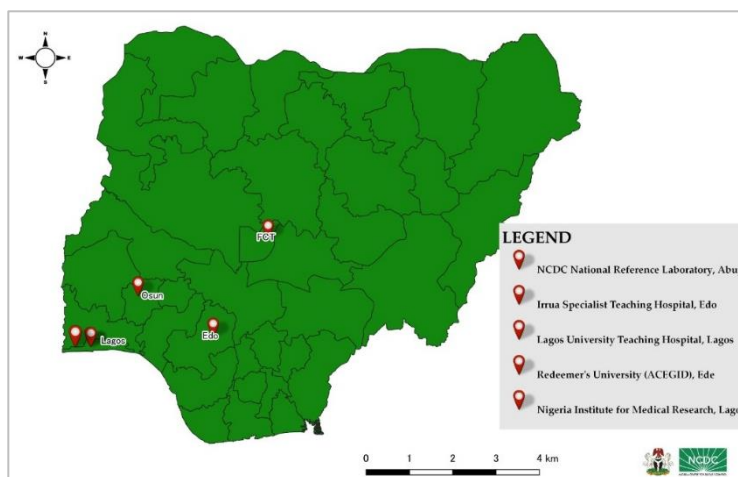 N
W E
S
FCT
Osun
Edo
Lagos
LEGEND
NCDC National Reference Laboratory, Abu
Irrua Specialist Teaching Hospital, Edo
Lagos University Teaching Hospital, Lagos
Redeemer's University (ACEGID), Ede
Nigeria Institute for Medical Research, Lago
0 1 2 3 4 km
NCDC